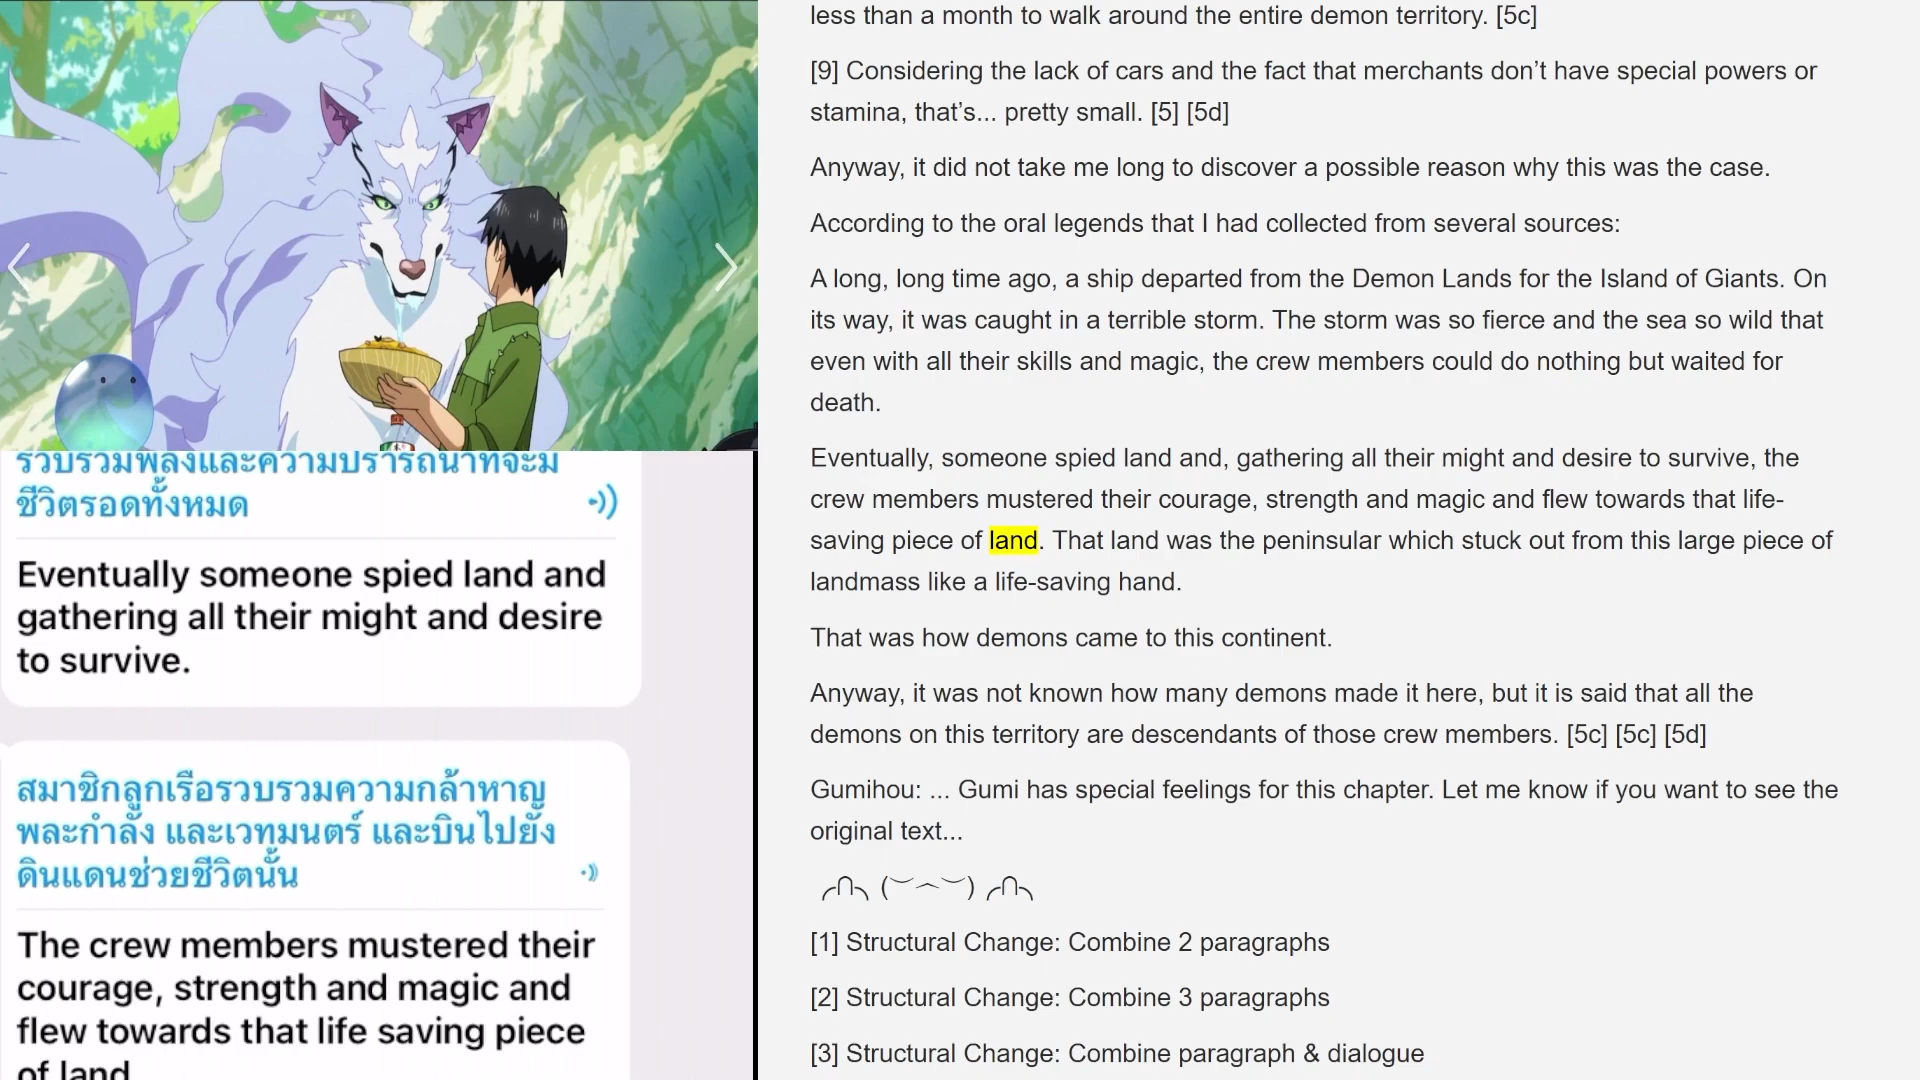 รวบรวมพลังและความปรารถนาที่จะมี
ชีวิตรอดทั้งหมด
Eventually someone spied land and
gathering all their might and desire
to survive.
สมาชิกลูกเรือรวบรวมความกล้าหาญ
พละกำลัง และเวทมนตร์ และบินไปยัง
ดินแดนช่วยชีวิตนั้น
The crew members mustered their
courage, strength and magic and
flew towards that life saving piece
of land
less than a month to walk around the entire demon territory. [5c]
[9] Considering the lack of cars and the fact that merchants don’t have special powers or
stamina, that’s... pretty small. [5] [5d]
Anyway, it did not take me long to discover a possible reason why this was the case.
According to the oral legends that I had collected from several sources:
A long, long time ago, a ship departed from the Demon Lands for the Island of Giants. On
its way, it was caught in a terrible storm. The storm was so fierce and the sea so wild that
even with all their skills and magic, the crew members could do nothing but waited for
death.
Eventually, someone spied land and, gathering all their might and desire to survive, the
crew members mustered their courage, strength and magic and flew towards that life-
saving piece of land. That land was the peninsular which stuck out from this large piece of
landmass like a life-saving hand.
That was how demons came to this continent.
Anyway, it was not known how many demons made it here, but it is said that all the
demons on this territory are descendants of those crew members. [5c] [5c] [5d]
Gumihou: ... Gumi has special feelings for this chapter. Let me know if you want to see the
original text...
╭∩╮(︶︿︶)╭∩╮
[1] Structural Change: Combine 2 paragraphs
[2] Structural Change: Combine 3 paragraphs
[3] Structural Change: Combine paragraph & dialogue